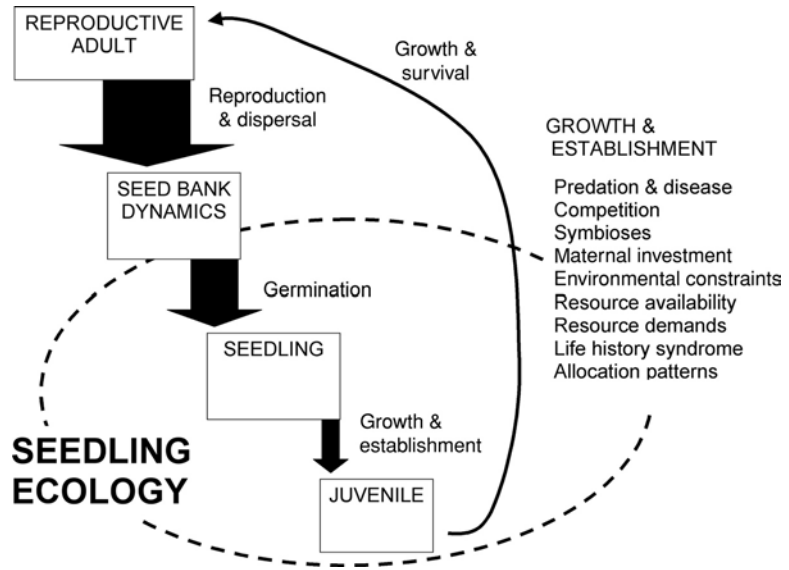 REPRODUCTIVE
ADULT
Growth &
survival
Reproduction
& dispersal
SEED BANK
DYNAMICS
Germination
SEEDLING
Growth &
establishment
JUVENILE
SEEDLING
ECOLOGY
GROWTH &
ESTABLISHMENT
Predation & disease
Competition
Symbioses
Maternal investment
Environmental constraints
Resource availability
Resource demands
Life history syndrome
Allocation patterns